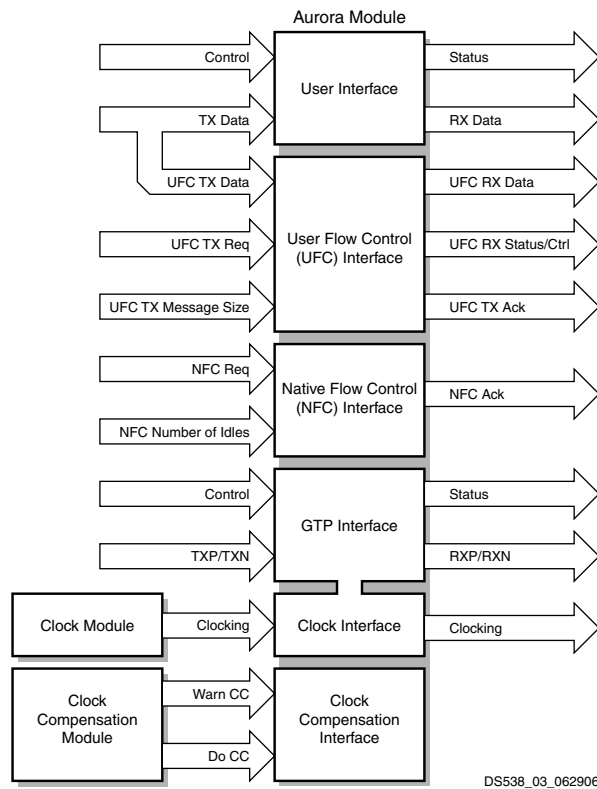 Aurora Module
Control
User Interface
Status
TX Data
RX Data
UFC TX Data
UFC RX Data
UFC TX Req
User Flow Control
(UFC) Interface
UFC RX Status/Ctrl
UFC TX Message Size
UFC TX Ack
NFC Req
Native Flow Control
(NFC) Interface
NFC Ack
NFC Number of Idles
Control
Status
GTP Interface
TXP/TXN
RXP/RXN
Clock Module
Clocking
Clock Interface
Clocking
Clock
Compensation
Module
Warn CC
Do CC
Clock
Compensation
Interface
DS538_03_062906